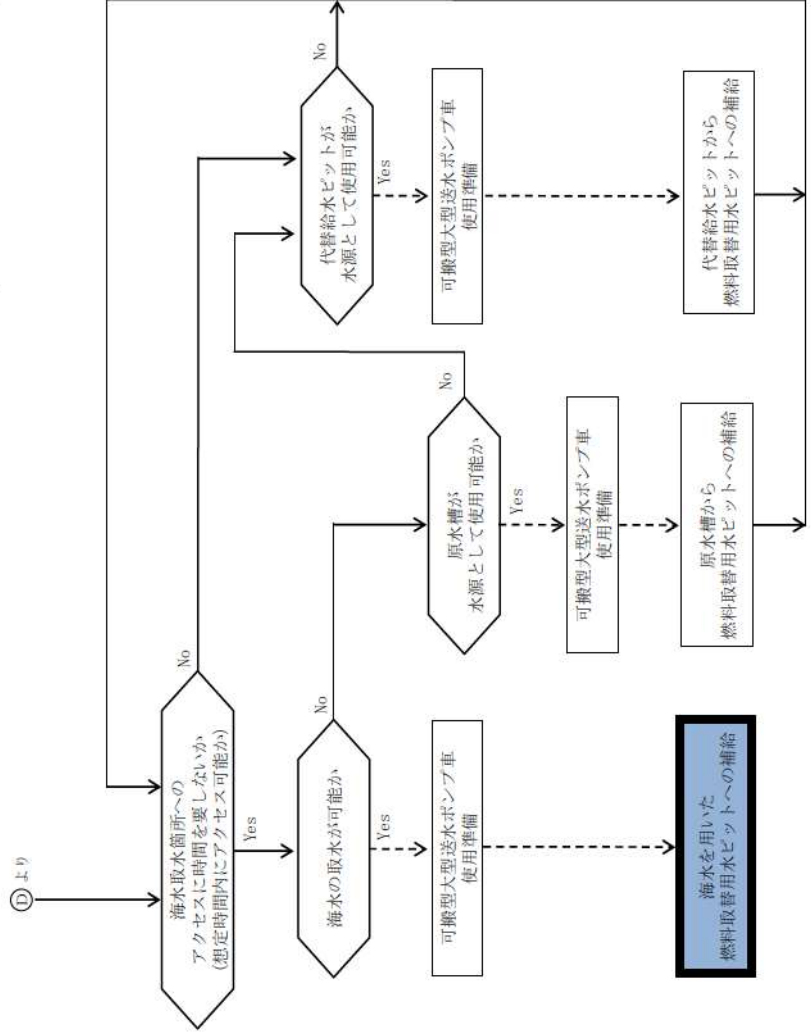 Ⓓより
海水取水箇所への
アクセスに時間を要しないか
(想定時間内にアクセス可能か)
No
Yes
海水の取水が可能か
No
Yes
可搬型大型送水ポンプ車
使用準備
海水を用いた
燃料取替用水ピットへの補給
原水槽が
水源として使用可能か
No
Yes
可搬型大型送水ポンプ車
使用準備
原水槽から
燃料取替用水ピットへの補給
代替給水ピットが
水源として使用可能か
No
Yes
可搬型大型送水ポンプ車
使用準備
代替給水ピットから
燃料取替用水ピットへの補給